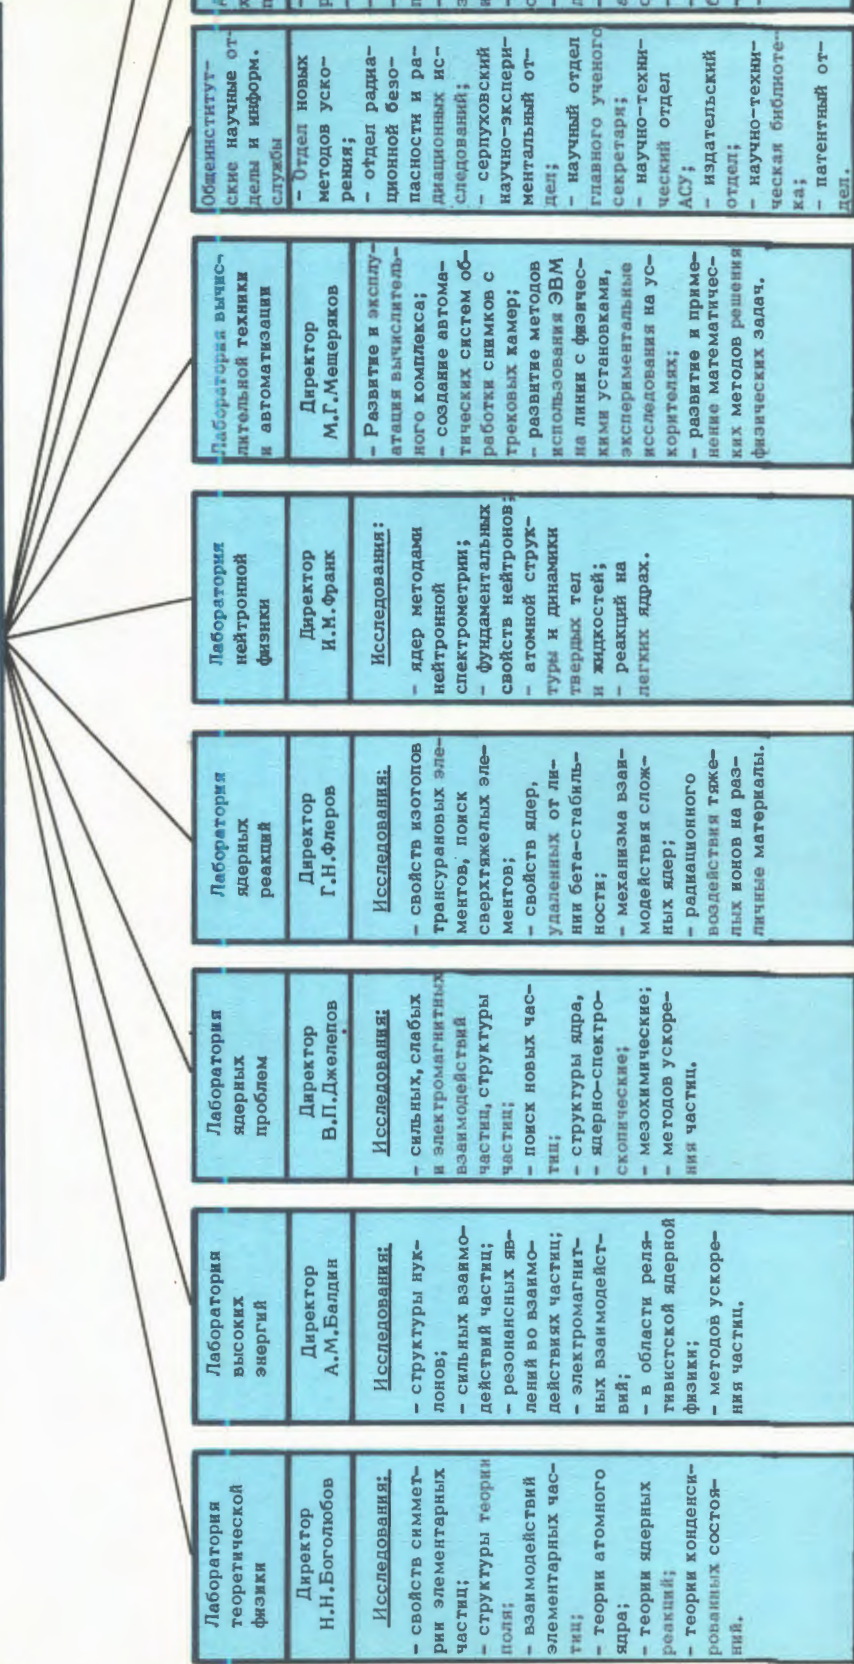 Лаборатория
теоретической
физики
Директор
Н.Н.Боголюбов
Исследования:
- свойств симмет-
рии элементарных
частиц;
- структуры теории
поля;
- взаимодействий
элементарных час-
тиц;
- теории атомного
ядра;
- теории ядерных
реакций;
- теории конденси-
рованных состоя-
ний.
Лаборатория
высоких
энергий
Директор
А.М.Балдин
Исследования:
- структуры нук-
лонов;
- сильных взаимо-
действий частиц;
- резонансных яв-
лений во взаимо-
действиях частиц;
- электромагнит-
ных взаимодейст-
вий;
- в области реля-
тивистской ядерной
физики;
- методов ускоре-
ния частиц.
Лаборатория
ядерных
проблем
Директор
В.П.Джелепов
Исследования:
- сильных, слабых
и электромагнитных
взаимодействий
частиц, структуры
частиц;
- поиск новых час-
тиц;
- структуры ядра,
- ядерно-спектро-
скопические;
- мезохимические;
- методов ускоре-
ния частиц.
Лаборатория
ядерных
реакций
Директор
Г.Н.Флеров
Исследования:
- свойств изотопов
трансурановых эле-
ментов, поиск
сверхтяжелых эле-
ментов;
- свойств ядер,
удаленных от ли-
нии бета-стабиль-
ности;
- механизма взаи-
модействия слож-
ных ядер;
- радиационного
воздействия тяже-
лых ионов на раз-
личные материалы.
Лаборатория
нейтронной
физики
Директор
И.М.Франк
Исследования:
- ядер методами
нейтронной
спектрометрии;
- фундаментальных
свойств нейтронов;
- атомной струк-
туры и динамики
твердых тел
и жидкостей;
- реакций на
легких ядрах.
Лаборатория вычис-
лительной техники
и автоматизации
Директор
М.Г.Мещеряков
- Развитие и эксплу-
атация вычислитель-
ного комплекса;
- создание автома-
тических систем об-
работки снимков с
трековых камер;
- развитие методов
использования ЭВМ
на линии с физичес-
кими установками,
экспериментальные
исследования на ус-
корителях;
- развитие и приме-
нение математичес-
ких методов решения
физических задач.
Общеинститут-
ские научные от-
делы и информ.
службы
- Отдел новых
методов уско-
рения;
- отдел радиа-
ционной безо-
пасности и ра-
диационных ис-
следований;
- серпуховский
научно-экспери-
ментальный от-
дел;
- научный отдел
главного ученого
секретаря;
- научно-техни-
ческий отдел
АСУ;
- издательский
отдел;
- научно-техни-
ческая библиоте-
ка;
- патентный от-
дел.